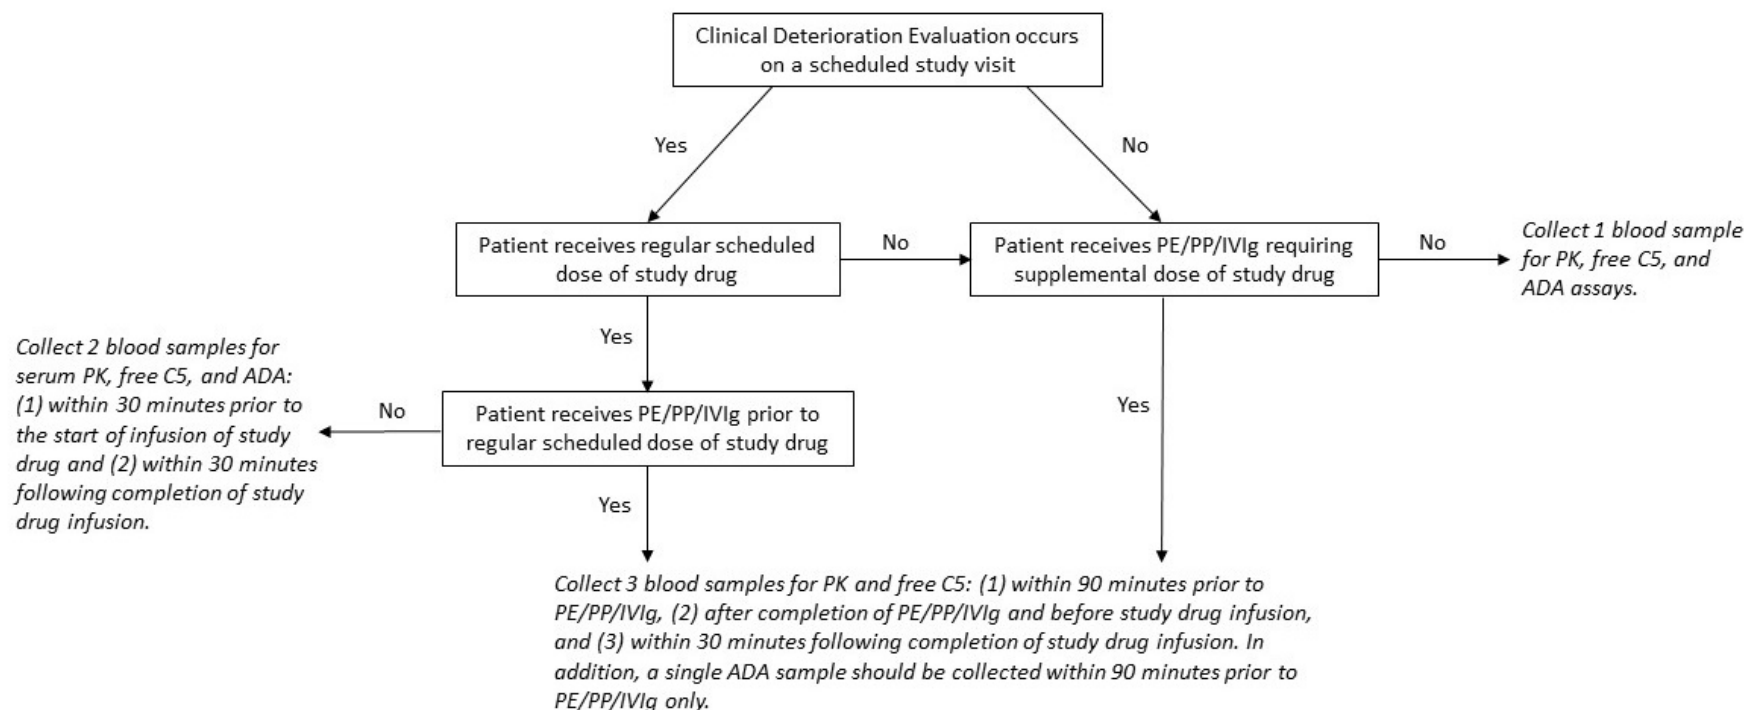 Clinical Deterioration Evaluation occurs
on a scheduled study visit
Yes
No
Patient receives regular scheduled
dose of study drug
No
Patient receives PE/PP/IVIg requiring
supplemental dose of study drug
No
Collect 1 blood sample
for PK, free C5, and
ADA assays.
Yes
Collect 2 blood samples for
serum PK, free C5, and ADA:
(1) within 30 minutes prior to
the start of infusion of study
drug and (2) within 30 minutes
following completion of study
drug infusion.
No
Patient receives PE/PP/IVIg prior to
regular scheduled dose of study drug
Yes
Yes
Collect 3 blood samples for PK and free C5: (1) within 90 minutes prior to
PE/PP/IVIg, (2) after completion of PE/PP/IVIg and before study drug infusion,
and (3) within 30 minutes following completion of study drug infusion. In
addition, a single ADA sample should be collected within 90 minutes prior to
PE/PP/IVIg only.